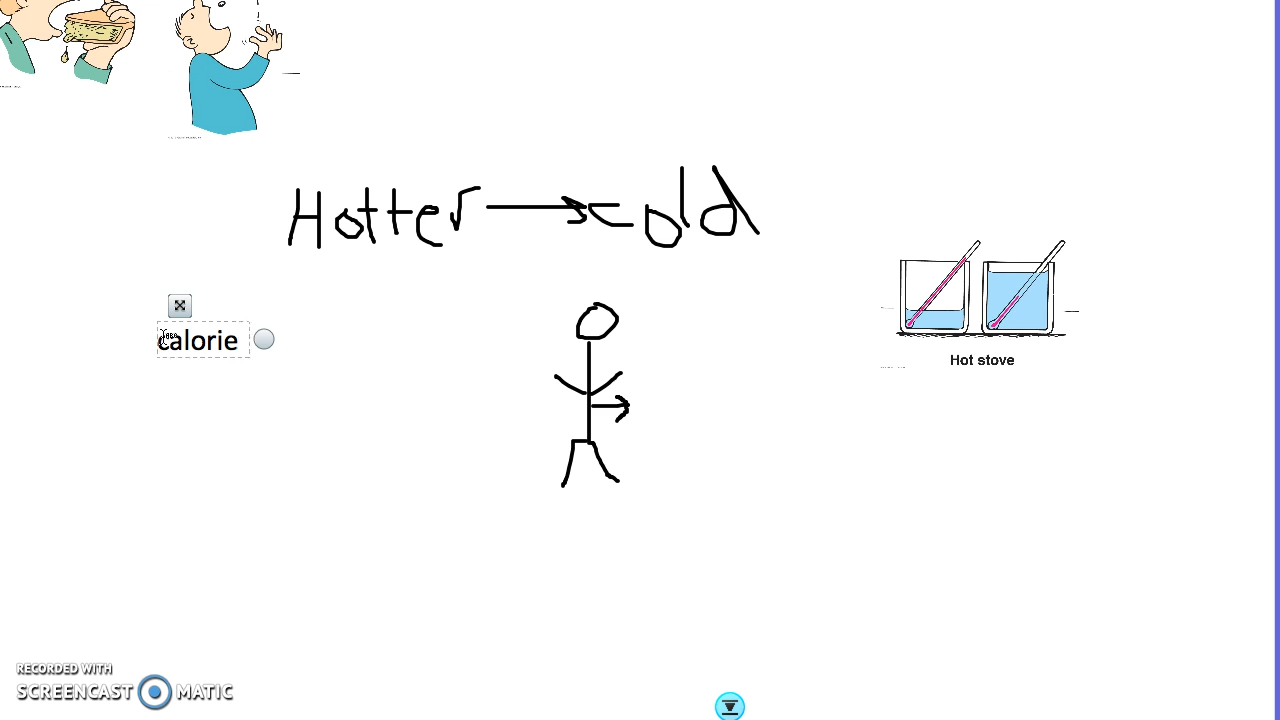 Hotter → cold
calorie
Hot stove
RECORDED WITH
SCREENCAST MATIC